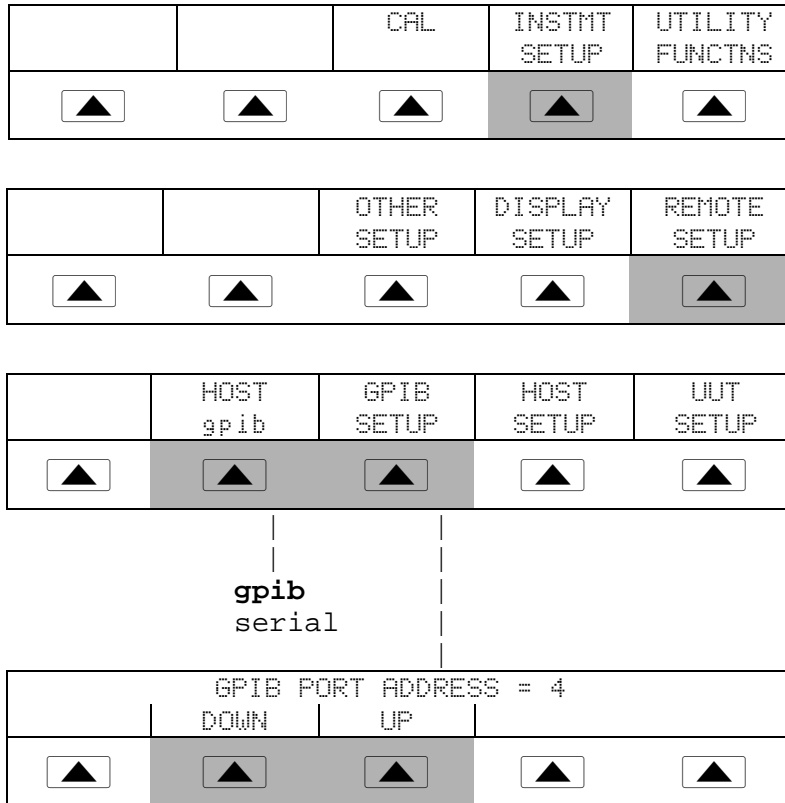 CAL INSTMT UTILITY
SETUP FUNCTNS
OTHER DISPLAY REMOTE
SETUP SETUP SETUP
HOST GPIB HOST UUT
gpib SETUP SETUP SETUP
gpib
serial
GPIB PORT ADDRESS = 4
DOWN UP